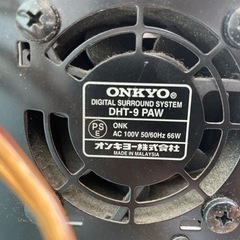 ONKYO®
DIGITAL SURROUND SYSTEM
DHT-9 PAW
PS
E
ONK
AC 100V 50/60Hz 66W
オンキヨー株式会社
MADE IN MALAYSIA